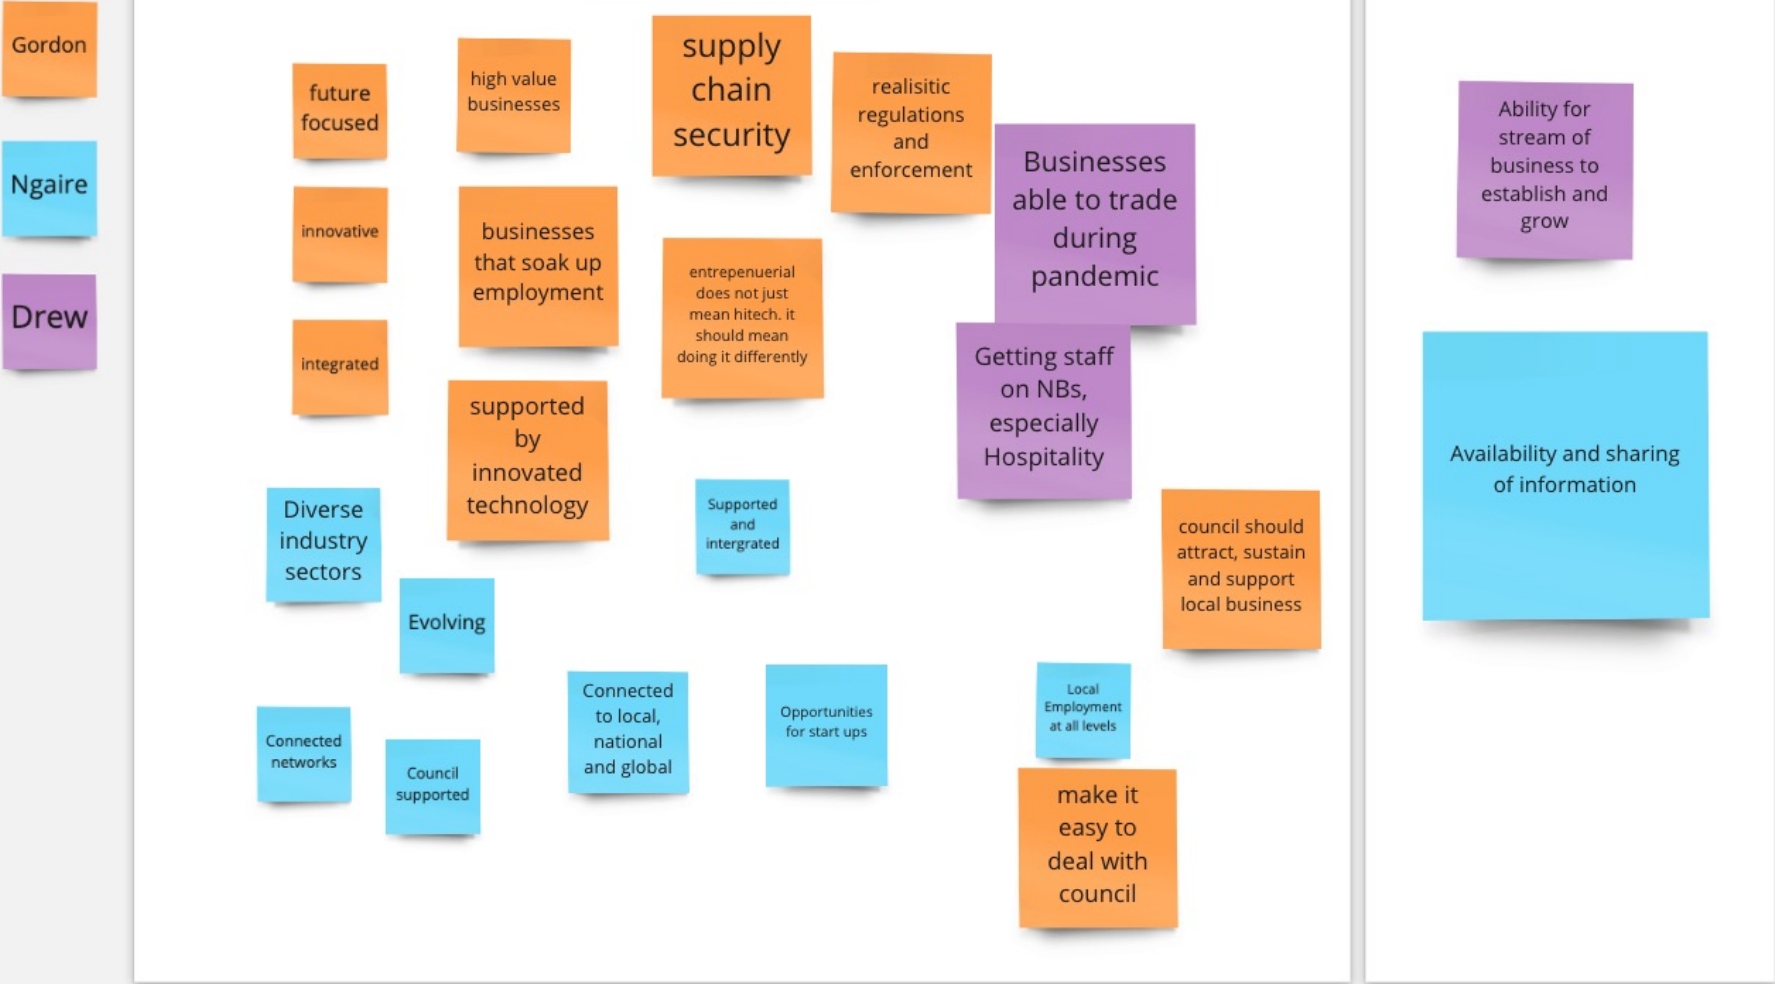 Gordon
Ngaire
Drew
future
focused
high value
businesses
supply
chain
security
realisitic
regulations
and
enforcement
Businesses
able to trade
during
pandemic
innovative
businesses
that soak up
employment
entrepenuerial
does not just
mean hitech. it
should mean
doing it differently
integrated
supported
by
innovated
technology
Getting staff
on NBs,
especially
Hospitality
Diverse
industry
sectors
Evolving
Supported
and
intergrated
council should
attract, sustain
and support
local business
Connected
networks
Council
supported
Connected
to local,
national
and global
Opportunities
for start ups
Local
Employment
at all levels
make it
easy to
deal with
council
Ability for
stream of
business to
establish and
grow
Availability and sharing
of information